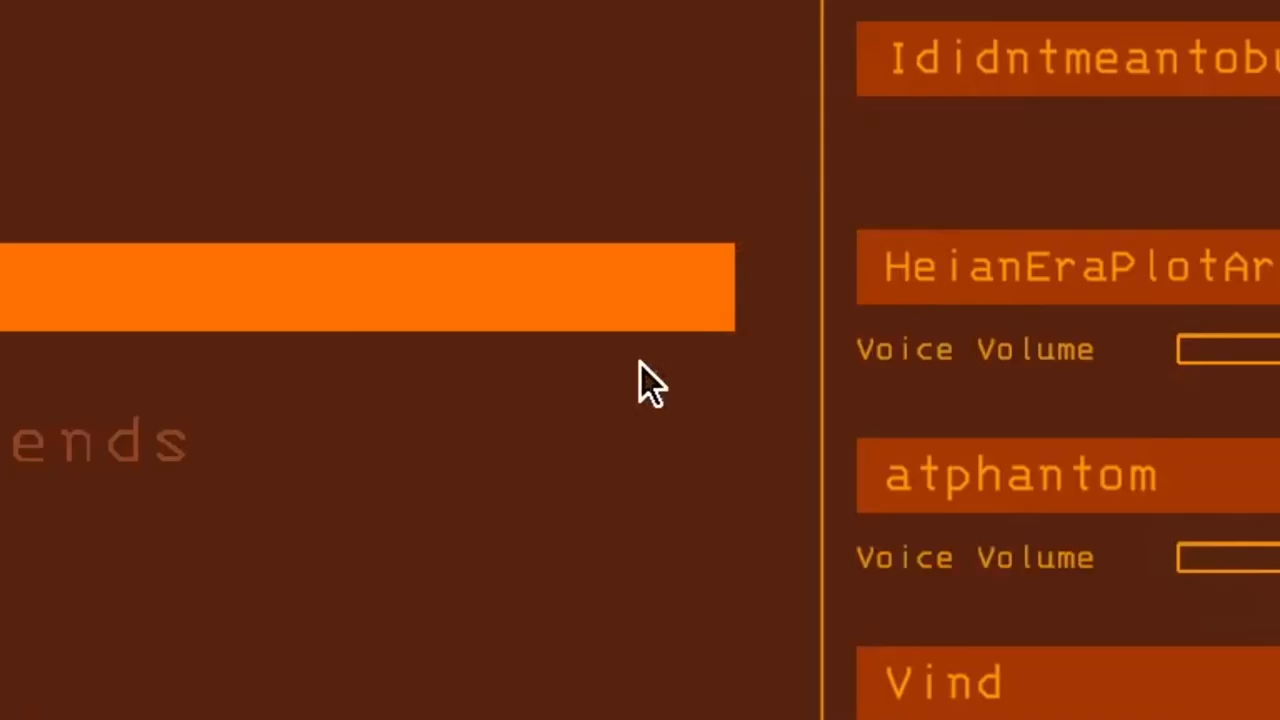 Ididntmeantobu
HeianEraPlotAr
Voice Volume
ends
atphantom
Voice Volume
Vind